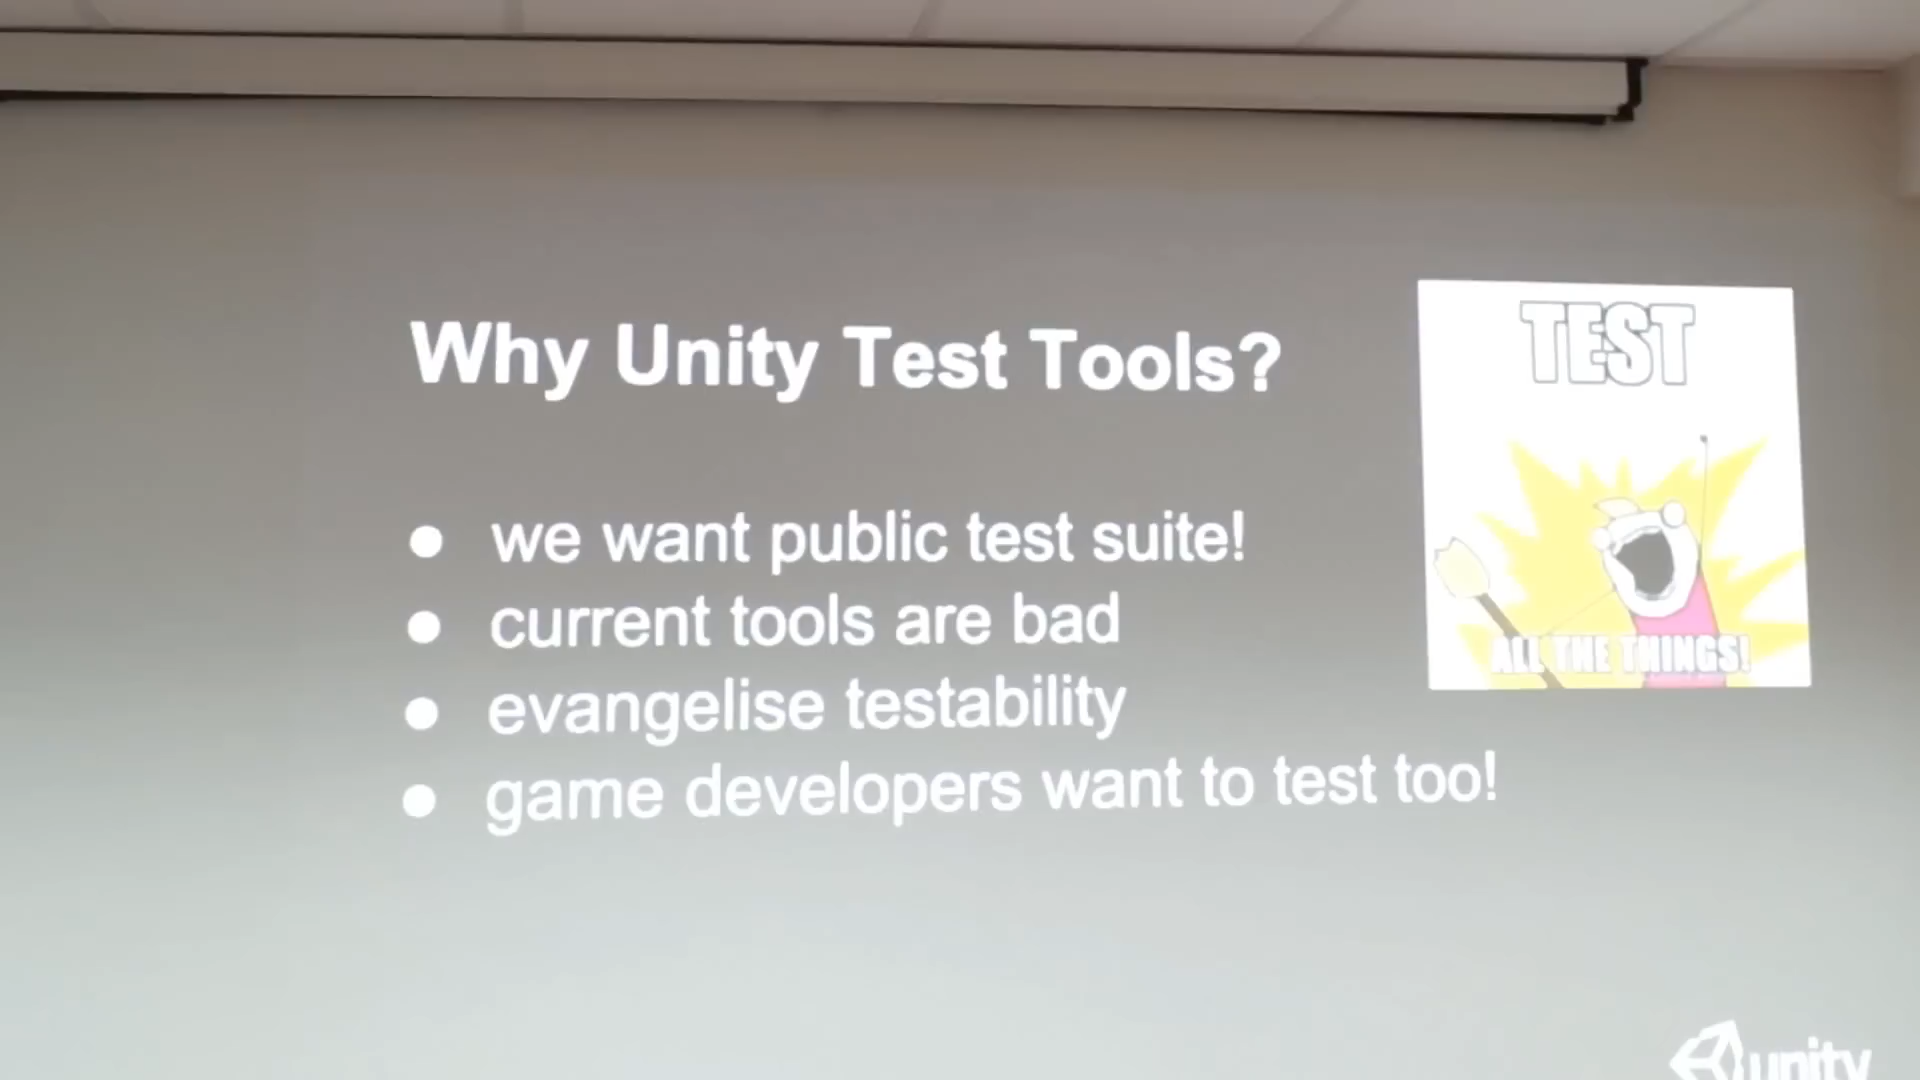 Why Unity Test Tools?
● we want public test suite!
● current tools are bad
● evangelise testability
● game developers want to test too!
TEST
ALL THE THINGS!
unity